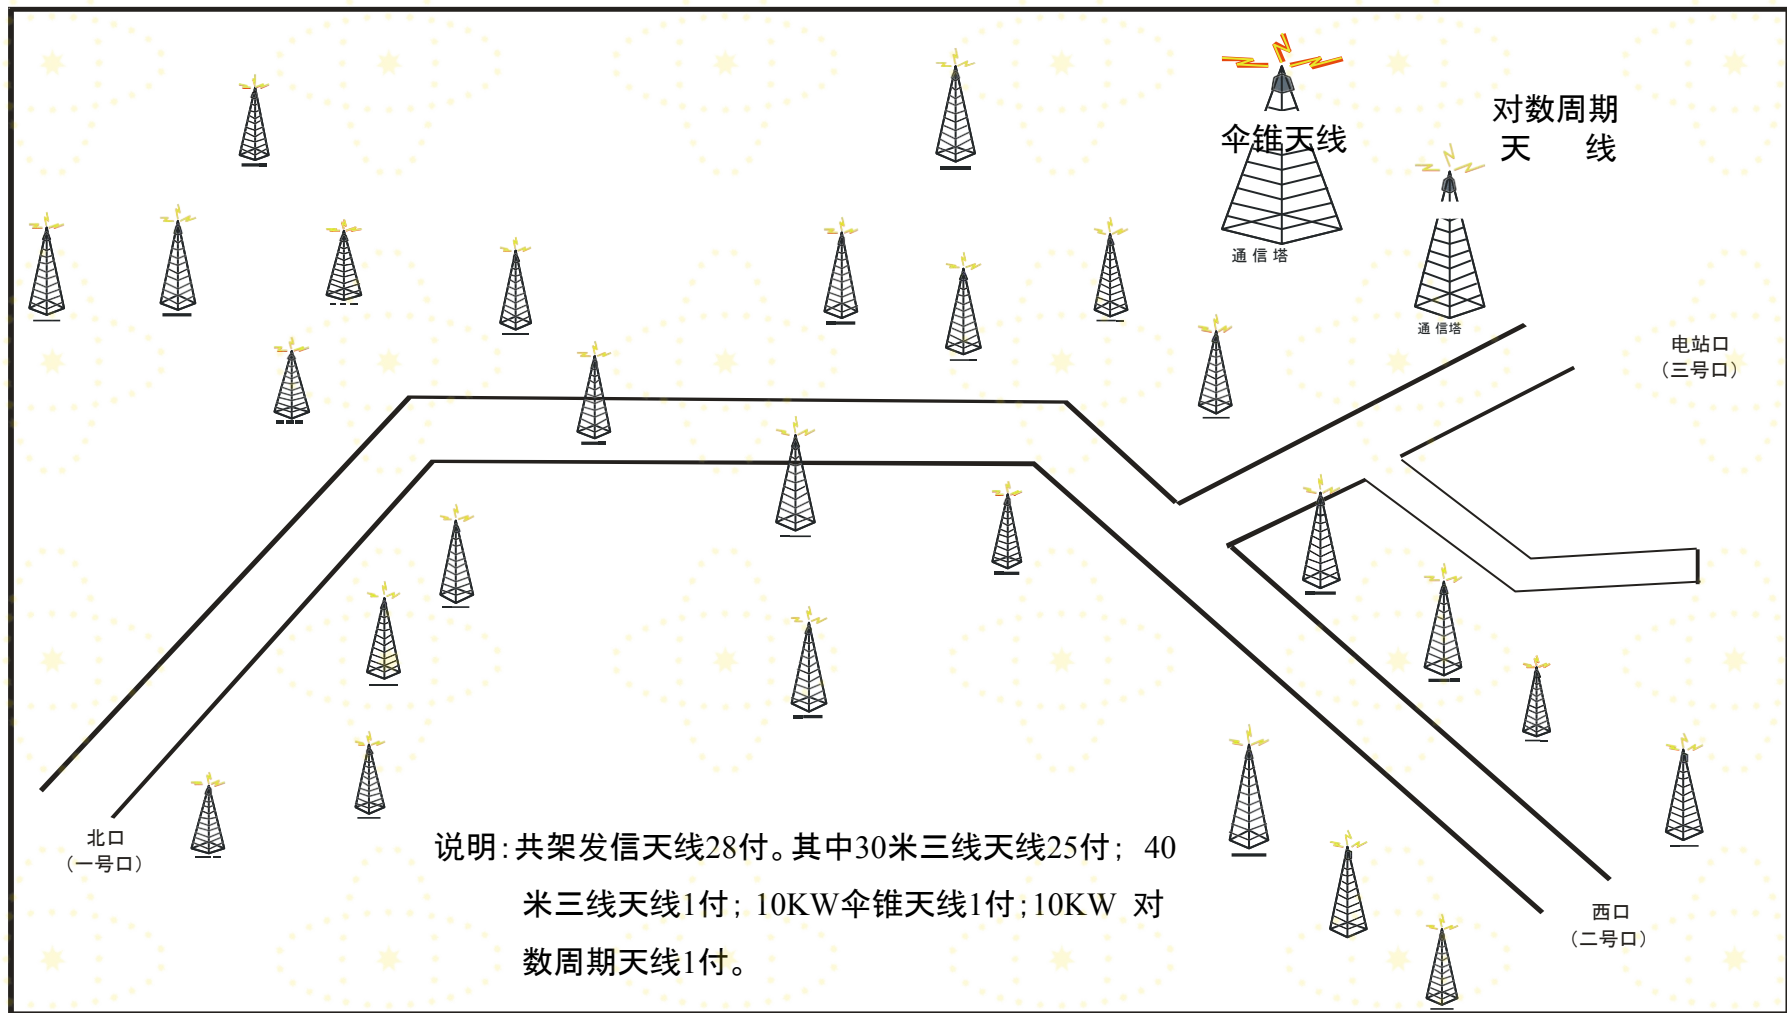 对数周期
伞锥天线
天 线
通信塔
通信塔
电站口
（三号口）
北口
（一号口）
说明：共架发信天线28付。其中30米三线天线25付；40
米三线天线1付；10KW伞锥天线1付；10KW 对
数周期天线1付。
西口
（二号口）